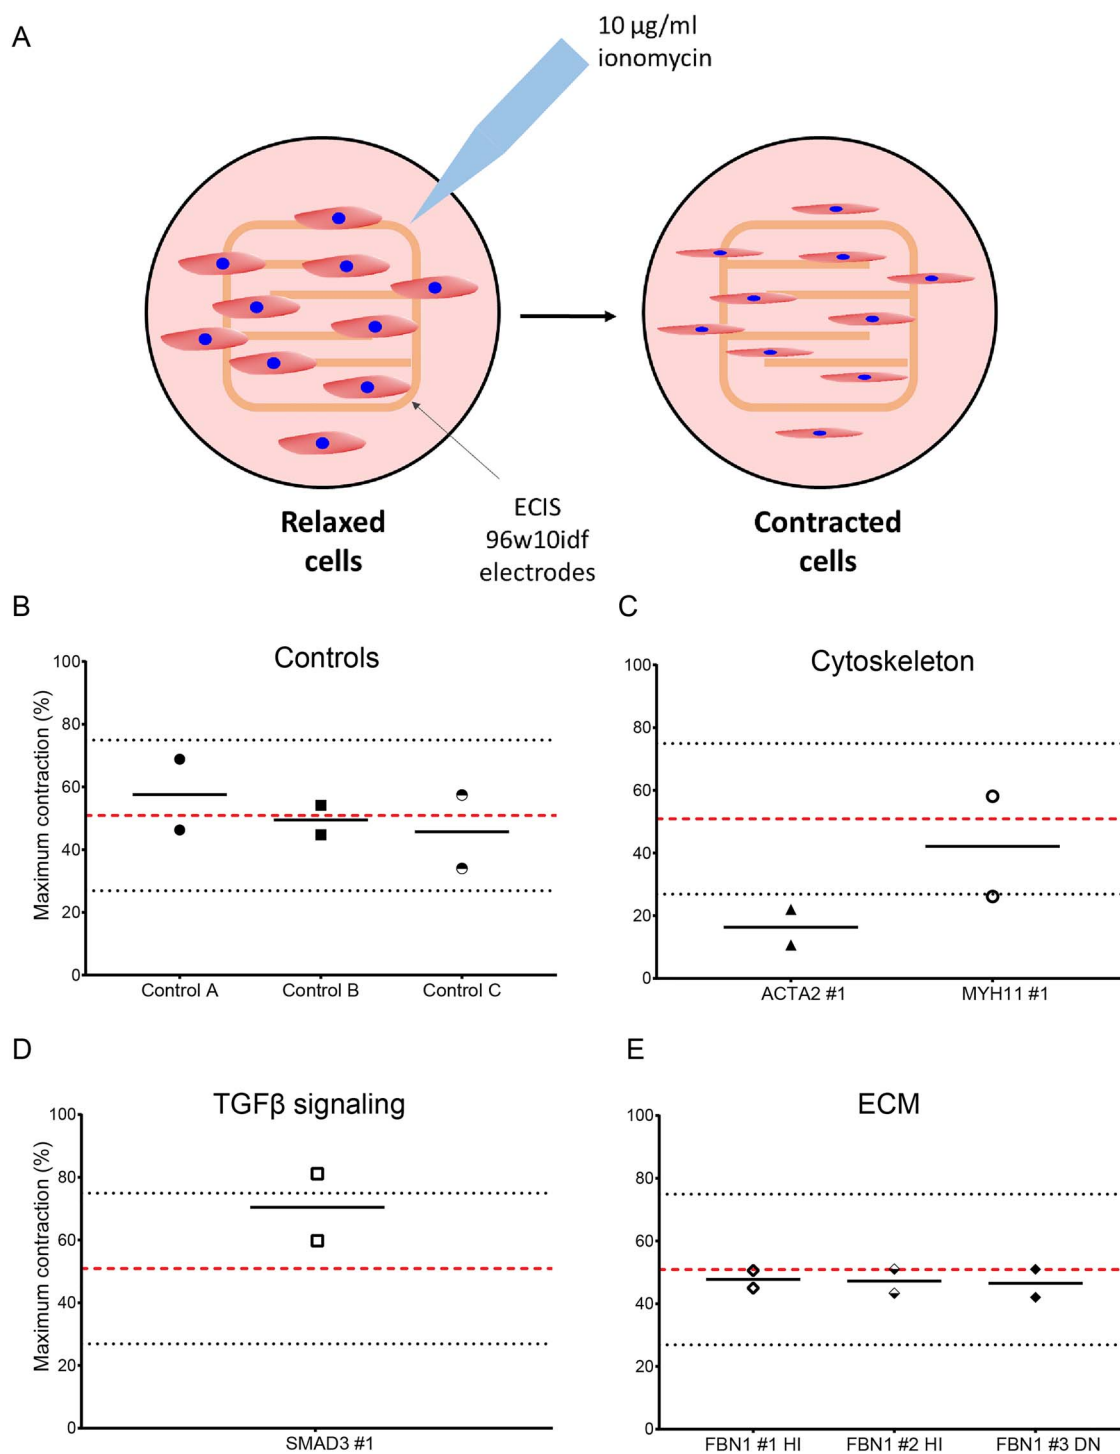 A
10 µg/ml
ionomycin
Relaxed
cells
ECIS
96w10idf
electrodes
Contracted
cells
B
Controls
Maximum contraction (%)
100
80
60
40
20
0
Control A
Control B
Control C
C
Cytoskeleton
100
80
60
40
20
0
ACTA2 #1
MYH11 #1
D
TGFβ signaling
Maximum contraction (%)
100
80
60
40
20
0
SMAD3 #1
E
ECM
100
80
60
40
20
0
FBN1 #1 HI
FBN1 #2 HI
FBN1 #3 DN